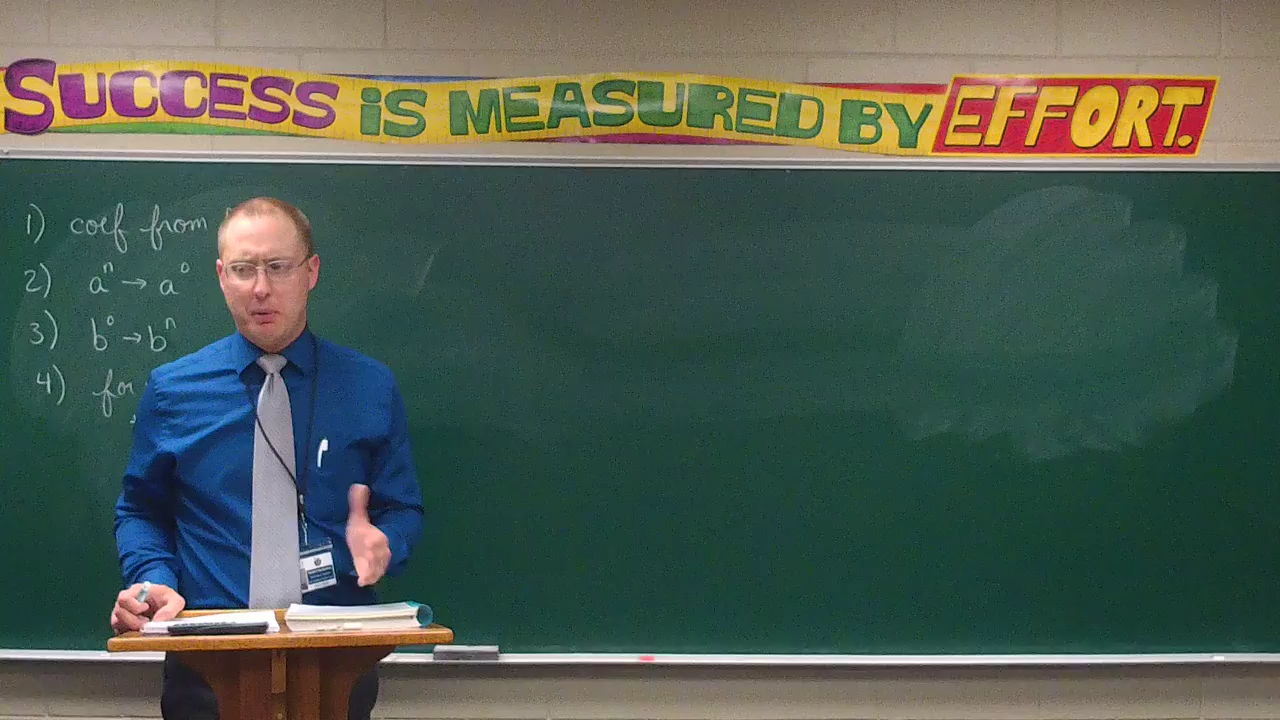 SUCCESS iS MEASURED BY EFFORT.
1) coef from
2) aⁿ → a⁰
3) b⁰ → bⁿ
4) for